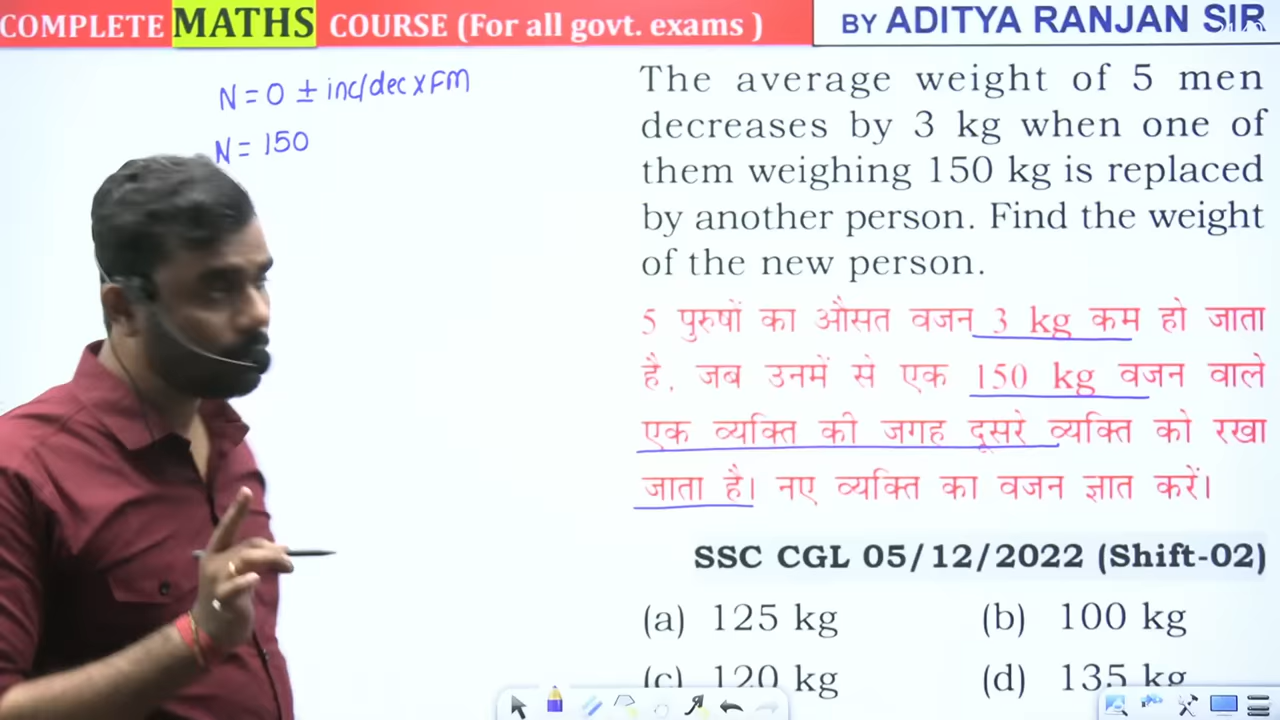 COMPLETE MATHS COURSE (For all govt. exams )
BY ADITYA RANJAN SIR
N = O ± inc/dec x FM
N = 150
The average weight of 5 men
decreases by 3 kg when one of
them weighing 150 kg is replaced
by another person. Find the weight
of the new person.
5 पुरुषों का औसत वजन 3 kg कम हो जाता
है, जब उनमें से एक 150 kg वजन वाले
एक व्यक्ति की जगह दूसरे व्यक्ति को रखा
जाता है। नए व्यक्ति का वजन ज्ञात करें।
SSC CGL 05/12/2022 (Shift-02)
(a) 125 kg (b) 100 kg
(c) 120 kg (d) 135 kg